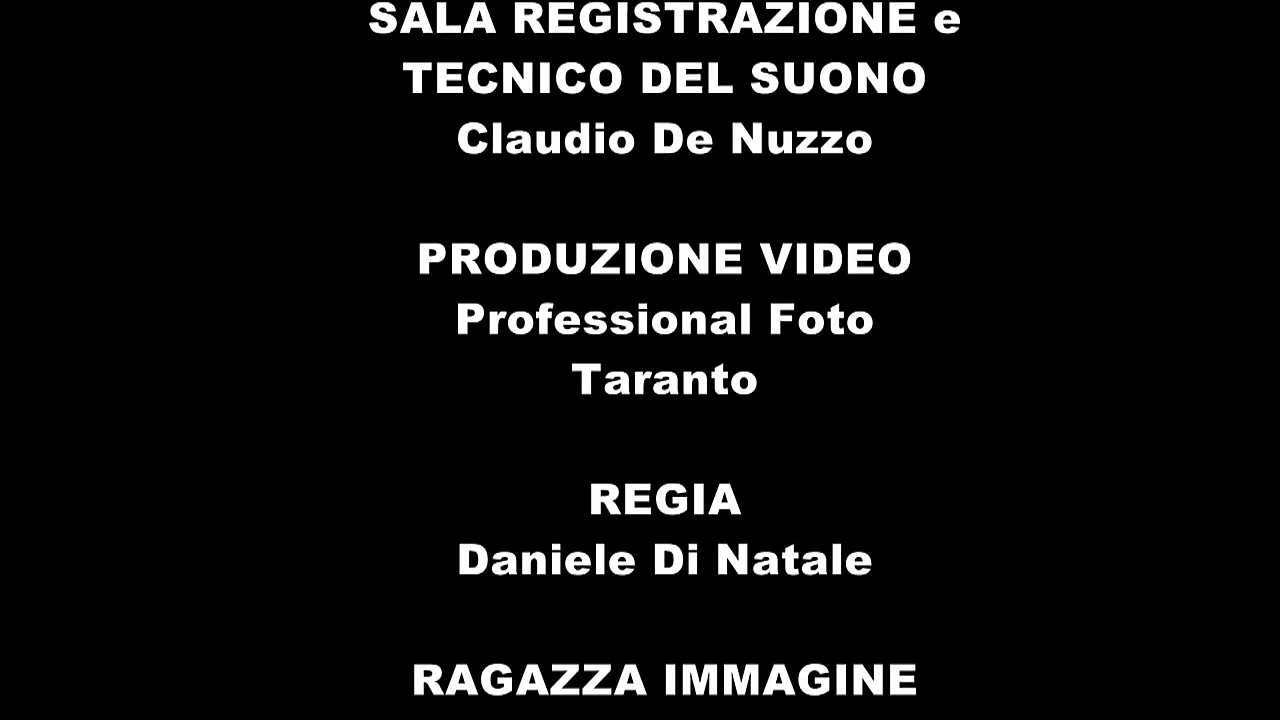 SALA REGISTRAZIONE e
TECNICO DEL SUONO
Claudio De Nuzzo
PRODUZIONE VIDEO
Professional Foto
Taranto
REGIA
Daniele Di Natale
RAGAZZA IMMAGINE